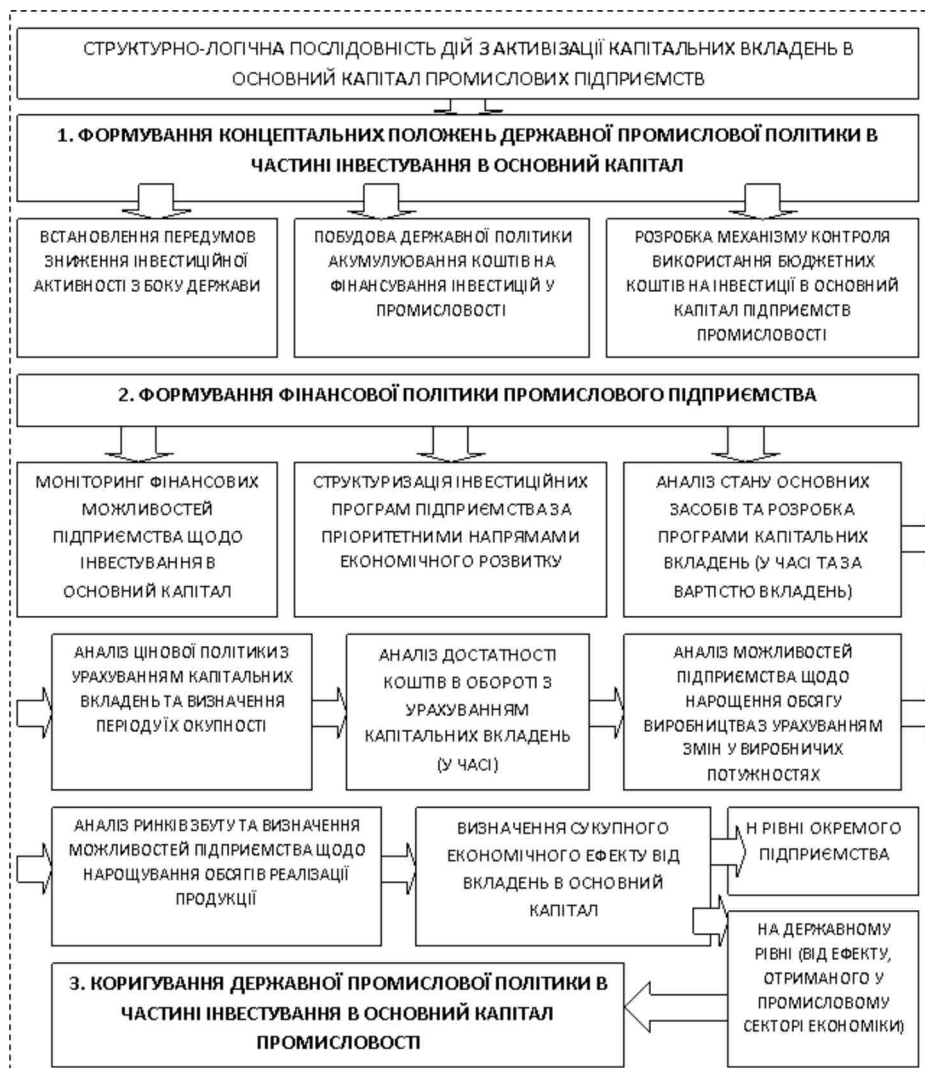 СТРУКТУРНО-ЛОГІЧНА ПОСЛІДОВНІСТЬ ДІЙ З АКТИВІЗАЦІЇ КАПІТАЛЬНИХ ВКЛАДЕНЬ В
ОСНОВНИЙ КАПІТАЛ ПРОМИСЛОВИХ ПІДПРИЄМСТВ
1. ФОРМУВАННЯ КОНЦЕПТАЛЬНИХ ПОЛОЖЕНЬ ДЕРЖАВНОЇ ПРОМИСЛОВОЇ ПОЛІТИКИ В
ЧАСТИНІ ІНВЕСТУВАННЯ В ОСНОВНИЙ КАПІТАЛ
ВСТАНОВЛЕННЯ ПЕРЕДУМОВ
ЗНИЖЕННЯ ІНВЕСТИЦІЙНОЇ
АКТИВНОСТІ З БОКУ ДЕРЖАВИ
ПОБУДОВА ДЕРЖАВНОЇ ПОЛІТИКИ
АКУМУЛУЮВАННЯ КОШТІВ НА
ФІНАНСУВАННЯ ІНВЕСТИЦІЙ У
ПРОМИСЛОВОСТІ
РОЗРОБКА МЕХАНІЗМУ КОНТРОЛЯ
ВИКОРИСТАННЯ БЮДЖЕТНИХ
КОШТІВ НА ІНВЕСТИЦІЇ В ОСНОВНИЙ
КАПІТАЛ ПІДПРИЄМСТВ
ПРОМИСЛОВОСТІ
2. ФОРМУВАННЯ ФІНАНСОВОЇ ПОЛІТИКИ ПРОМИСЛОВОГО ПІДПРИЄМСТВА
МОНІТОРИНГ ФІНАНСОВИХ
МОЖЛИВОСТЕЙ
ПІДПРИЄМСТВА ЩОДО
ІНВЕСТУВАННЯ В
ОСНОВНИЙ КАПІТАЛ
СТРУКТУРИЗАЦІЯ ІНВЕСТИЦІЙНИХ
ПРОГРАМ ПІДПРИЄМСТВА ЗА
ПРІОРИТЕТНИМИ НАПРЯМАМИ
ЕКОНОМІЧНОГО РОЗВИТКУ
АНАЛІЗ СТАНУ ОСНОВНИХ
ЗАСОБІВ ТА РОЗРОБКА
ПРОГРАМИ КАПІТАЛЬНИХ
ВКЛАДЕНЬ (У ЧАСІ ТА ЗА
ВАРТІСТЮ ВКЛАДЕНЬ)
АНАЛІЗ ЦІНОВОЇ ПОЛІТИКИ З
УРАХУВАННЯМ КАПІТАЛЬНИХ
ВКЛАДЕНЬ ТА ВИЗНАЧЕННЯ
ПЕРІОДУ ЇХ ОКУПНОСТІ
АНАЛІЗ ДОСТАТНОСТІ
КОШТІВ В ОБОРОТІ З
УРАХУВАННЯМ
КАПІТАЛЬНИХ ВКЛАДЕНЬ
(У ЧАСІ)
АНАЛІЗ МОЖЛИВОСТЕЙ
ПІДПРИЄМСТВА ЩОДО
НАРОЩЕННЯ ОБСЯГУ
ВИРОБНИЦТВА З УРАХУВАННЯМ
ЗМІН У ВИРОБНИЧИХ
ПОТУЖНОСТЯХ
АНАЛІЗ РИНКІВ ЗБУТУ ТА ВИЗНАЧЕННЯ
МОЖЛИВОСТЕЙ ПІДПРИЄМСТВА ЩОДО
НАРОЩУВАННЯ ОБСЯГІВ РЕАЛІЗАЦІЇ
ПРОДУКЦІЇ
ВИЗНАЧЕННЯ СУКУПНОГО
ЕКОНОМІЧНОГО ЕФЕКТУ ВІД
ВКЛАДЕНЬ В ОСНОВНИЙ
КАПІТАЛ
Н РІВНІ ОКРЕМОГО
ПІДПРИЄМСТВА
НА ДЕРЖАВНОМУ
РІВНІ (ВІД ЕФЕКТУ,
ОТРИМАНОГО У
ПРОМИСЛОВОМУ
СЕКТОРІ ЕКОНОМІКИ)
3. КОРИГУВАННЯ ДЕРЖАВНОЇ ПРОМИСЛОВОЇ ПОЛІТИКИ В
ЧАСТИНІ ІНВЕСТУВАННЯ В ОСНОВНИЙ КАПІТАЛ
ПРОМИСЛОВОСТІ